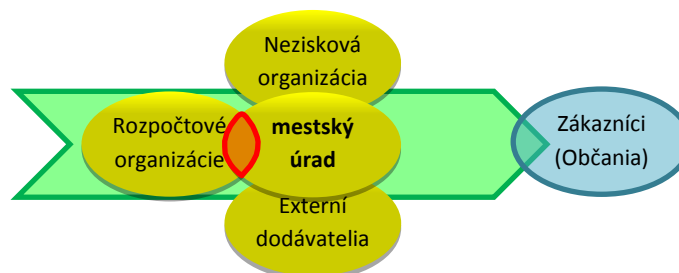 Nezisková
organizácia
Rozpočtové
organizácie
mestský
úrad
Zákazníci
(Občania)
Externí
dodávatelia